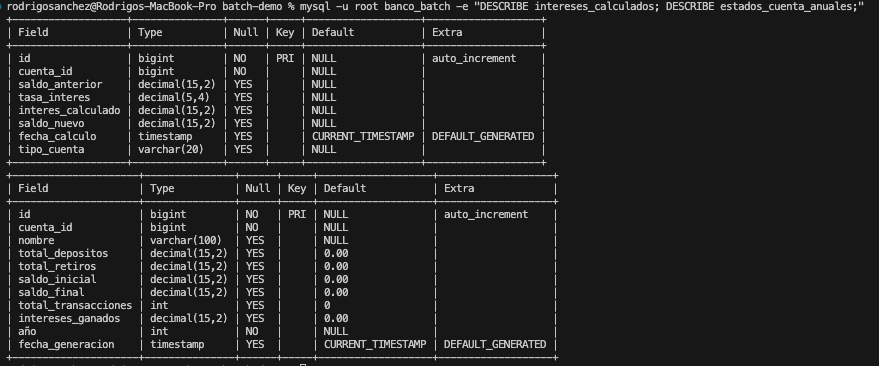 rodrigosanchez@Rodrigos-MacBook-Pro batch-demo % mysql -u root banco_batch -e "DESCRIBE intereses_calculados; DESCRIBE estados_cuenta_anuales;"
+-------------------+---------------+------+-----+-------------------+-------------------+
| Field | Type | Null | Key | Default | Extra |
+-------------------+---------------+------+-----+-------------------+-------------------+
| id | bigint | NO | PRI | NULL | auto_increment |
| cuenta_id | bigint | NO | | NULL | |
| saldo_anterior | decimal(15,2) | YES | | NULL | |
| tasa_interes | decimal(5,4) | YES | | NULL | |
| interes_calculado | decimal(15,2) | YES | | NULL | |
| saldo_nuevo | decimal(15,2) | YES | | NULL | |
| fecha_calculo | timestamp | YES | | CURRENT_TIMESTAMP | DEFAULT_GENERATED |
| tipo_cuenta | varchar(20) | YES | | NULL | |
+-------------------+---------------+------+-----+-------------------+-------------------+
+---------------------+---------------+------+-----+-------------------+-------------------+
| Field | Type | Null | Key | Default | Extra |
+---------------------+---------------+------+-----+-------------------+-------------------+
| id | bigint | NO | PRI | NULL | auto_increment |
| cuenta_id | bigint | NO | | NULL | |
| nombre | varchar(100) | YES | | NULL | |
| total_depositos | decimal(15,2) | YES | | 0.00 | |
| total_retiros | decimal(15,2) | YES | | 0.00 | |
| saldo_inicial | decimal(15,2) | YES | | 0.00 | |
| saldo_final | decimal(15,2) | YES | | 0.00 | |
| total_transacciones | int | YES | | 0 | |
| intereses_ganados | decimal(15,2) | YES | | 0.00 | |
| año | int | NO | | NULL | |
| fecha_generacion | timestamp | YES | | CURRENT_TIMESTAMP | DEFAULT_GENERATED |
+---------------------+---------------+------+-----+-------------------+-------------------+